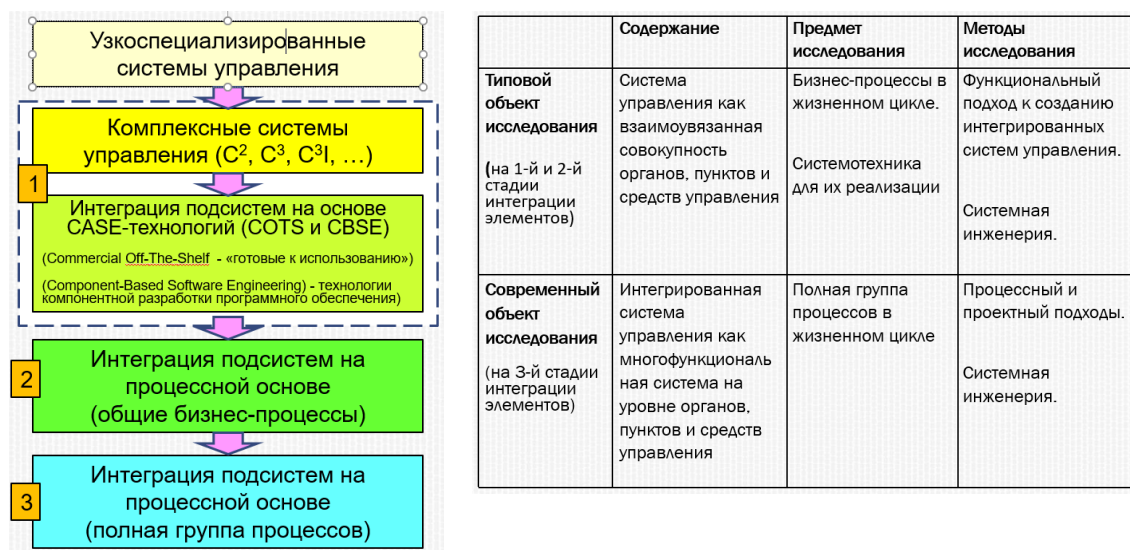 Узкоспециализированные
системы управления
Комплексные системы
управления (C², C³, C³I, …)
1
Интеграция подсистем на основе
CASE-технологий (COTS и CBSE)
(Commercial Off-The-Shelf - «готовые к использованию»)
(Component-Based Software Engineering) - технологии
компонентной разработки программного обеспечения)
2
Интеграция подсистем на
процессной основе
(общие бизнес-процессы)
3
Интеграция подсистем на
процессной основе
(полная группа процессов)
Содержание
Предмет
исследования
Методы
исследования
Типовой
объект
исследования
(на 1-й и 2-й
стадии
интеграции
элементов)
Система
управления как
взаимоувязанная
совокупность
органов, пунктов и
средств управления
Бизнес-процессы в
жизненном цикле.
Системотехника
для их реализации
Функциональный
подход к созданию
интегрированных
систем управления.
Системная
инженерия.
Современный
объект
исследования
(на 3-й стадии
интеграции
элементов)
Интегрированная
система
управления как
многофункциональ
ная система на
уровне органов,
пунктов и средств
управления
Полная группа
процессов в
жизненном цикле
Процессный и
проектный подходы.
Системная
инженерия.